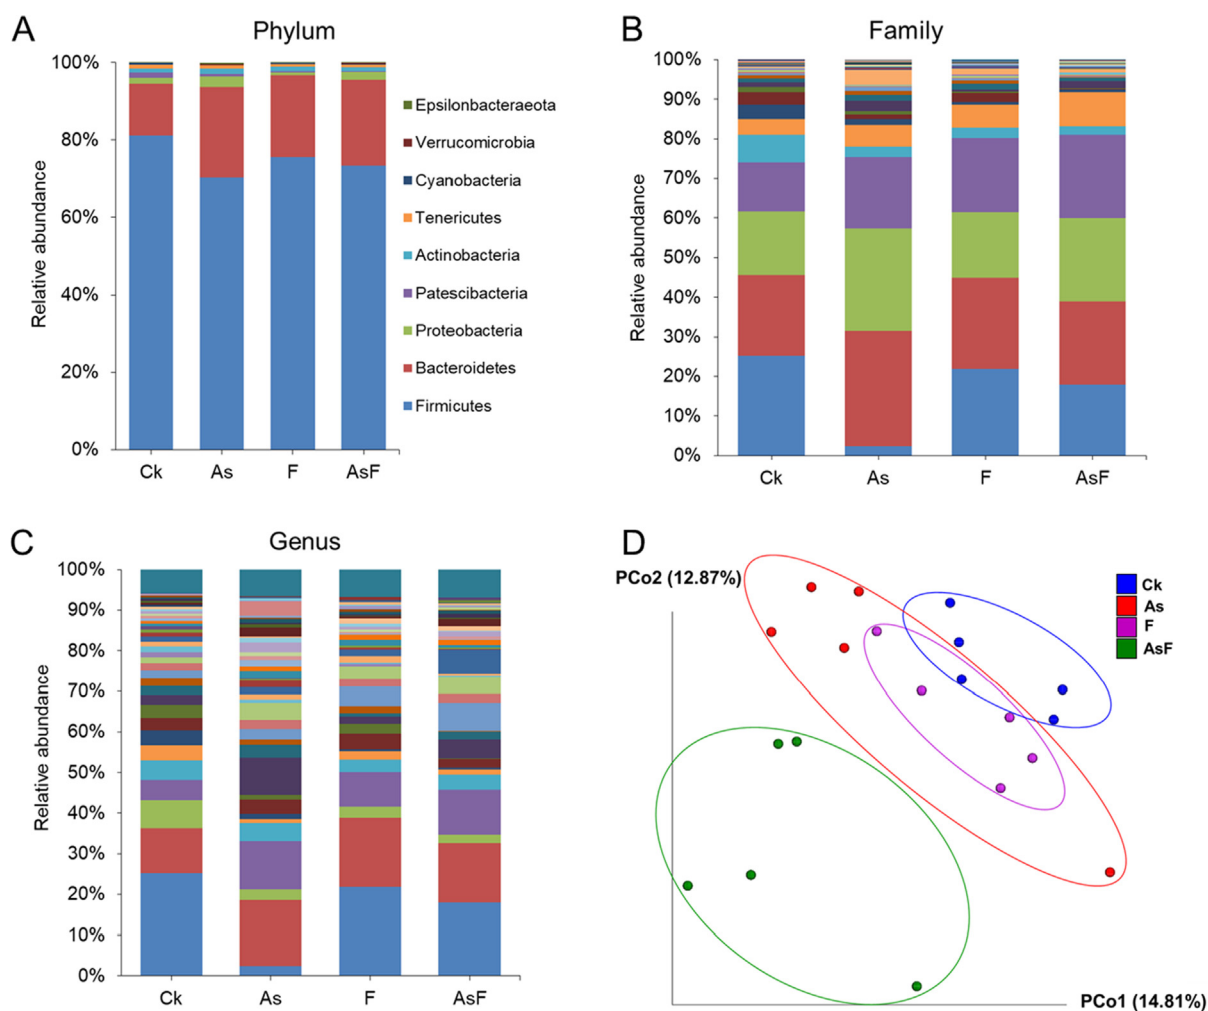 A
Phylum
Relative abundance
100%
80%
60%
40%
20%
0%
Ck
As
F
AsF
Epsilonbacteraeota
Verrucomicrobia
Cyanobacteria
Tenericutes
Actinobacteria
Patescibacteria
Proteobacteria
Bacteroidetes
Firmicutes
B
Family
Relative abundance
100%
90%
80%
70%
60%
50%
40%
30%
20%
10%
0%
Ck
As
F
AsF
C
Genus
Relative abundance
100%
90%
80%
70%
60%
50%
40%
30%
20%
10%
0%
Ck
As
F
AsF
D
PCo2 (12.87%)
Ck
As
F
AsF
PCo1 (14.81%)